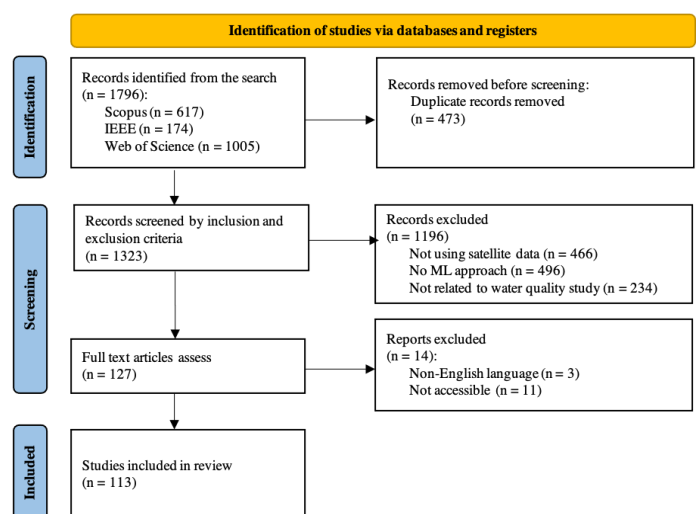 Identification of studies via databases and registers
Identification
Records identified from the search
(n = 1796):
Scopus (n = 617)
IEEE (n = 174)
Web of Science (n = 1005)
Records removed before screening:
Duplicate records removed
(n = 473)
Screening
Records screened by inclusion and
exclusion criteria
(n = 1323)
Records excluded
(n = 1196)
Not using satellite data (n = 466)
No ML approach (n = 496)
Not related to water quality study (n = 234)
Full text articles assess
(n = 127)
Reports excluded
(n = 14):
Non-English language (n = 3)
Not accessible (n = 11)
Included
Studies included in review
(n = 113)